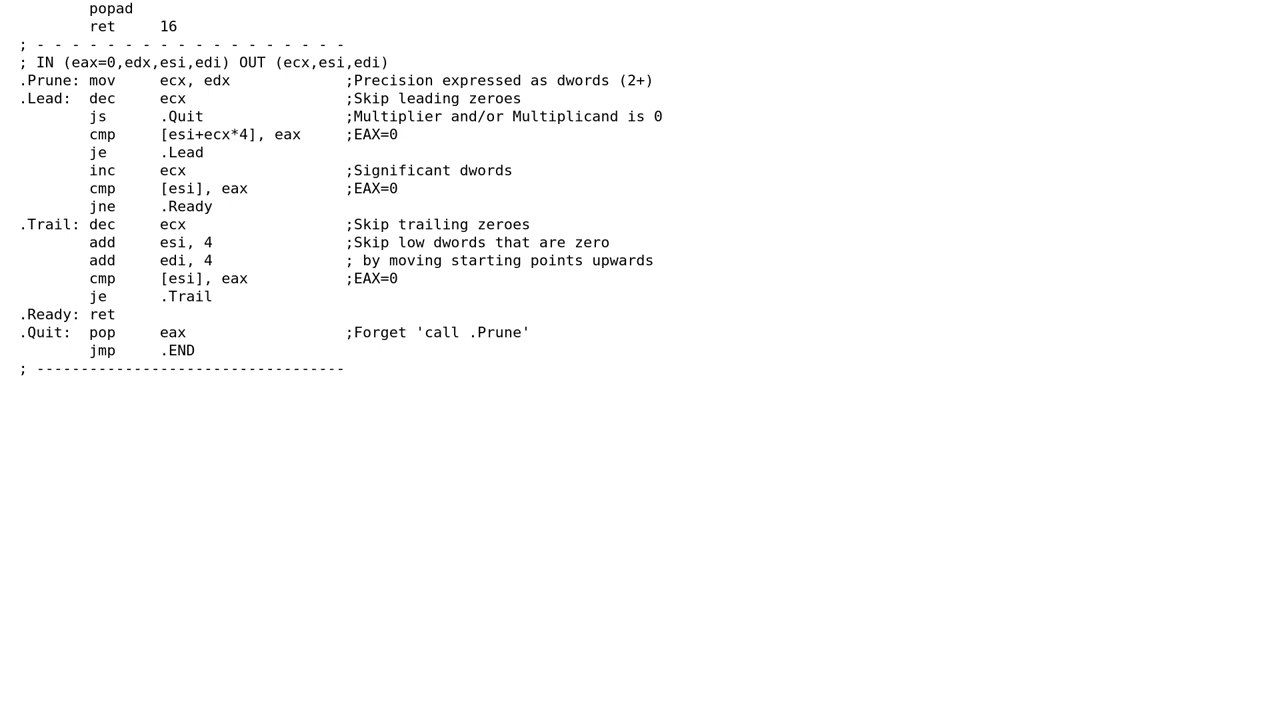 popad
        ret     16
; - - - - - - - - - - - - - - - - - -
; IN (eax=0,edx,esi,edi) OUT (ecx,esi,edi)
.Prune: mov     ecx, edx             ;Precision expressed as dwords (2+)
.Lead:  dec     ecx                  ;Skip leading zeroes
        js      .Quit                ;Multiplier and/or Multiplicand is 0
        cmp     [esi+ecx*4], eax     ;EAX=0
        je      .Lead
        inc     ecx                  ;Significant dwords
        cmp     [esi], eax           ;EAX=0
        jne     .Ready
.Trail: dec     ecx                  ;Skip trailing zeroes
        add     esi, 4               ;Skip low dwords that are zero
        add     edi, 4               ; by moving starting points upwards
        cmp     [esi], eax           ;EAX=0
        je      .Trail
.Ready: ret
.Quit:  pop     eax                  ;Forget 'call .Prune'
        jmp     .END
; -----------------------------------